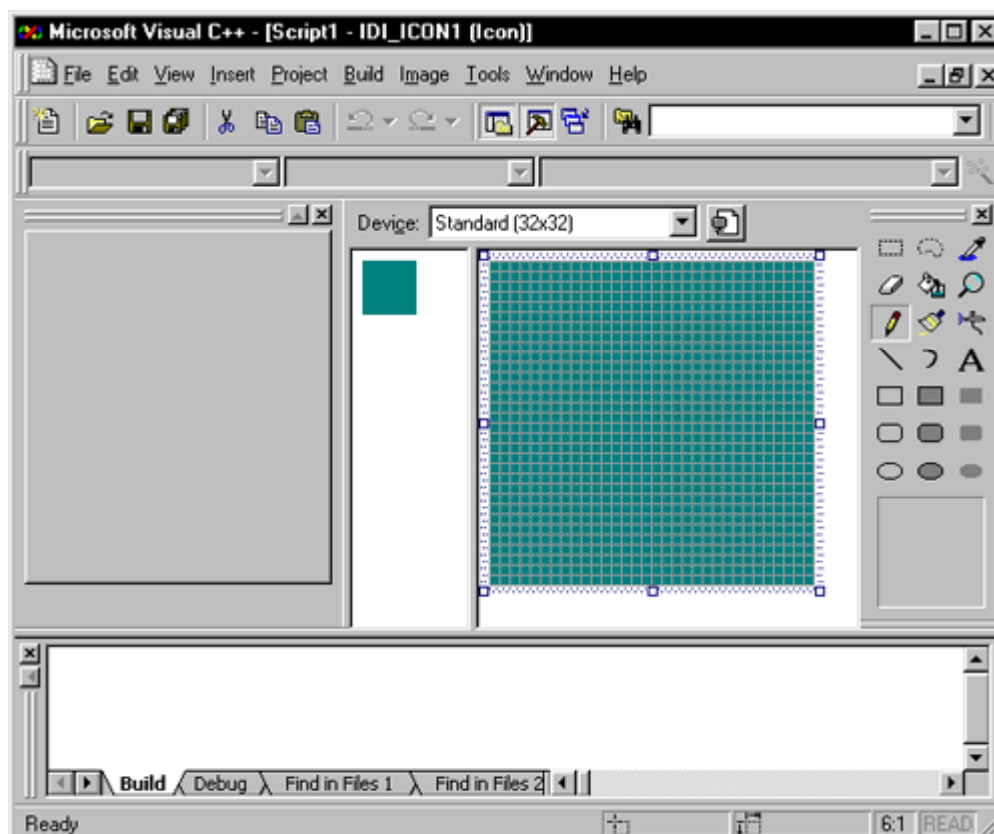 Microsoft Visual C++ - [Script1 - IDI_ICON1 (Icon)]
File Edit View Insert Project Build Image Tools Window Help
Device: Standard (32x32)
A
Build Debug Find in Files 1 Find in Files 2
Ready 6:1 READ